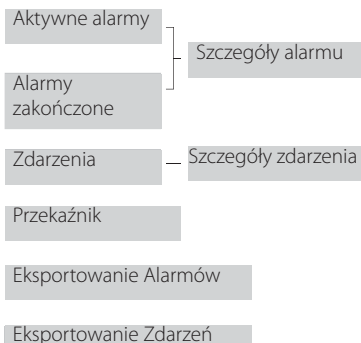 Aktywne alarmy
Szczegóły alarmu
Alarmy
zakończone
Zdarzenia
Szczegóły zdarzenia
Przekaźnik
Eksportowanie Alarmów
Eksportowanie Zdarzeń